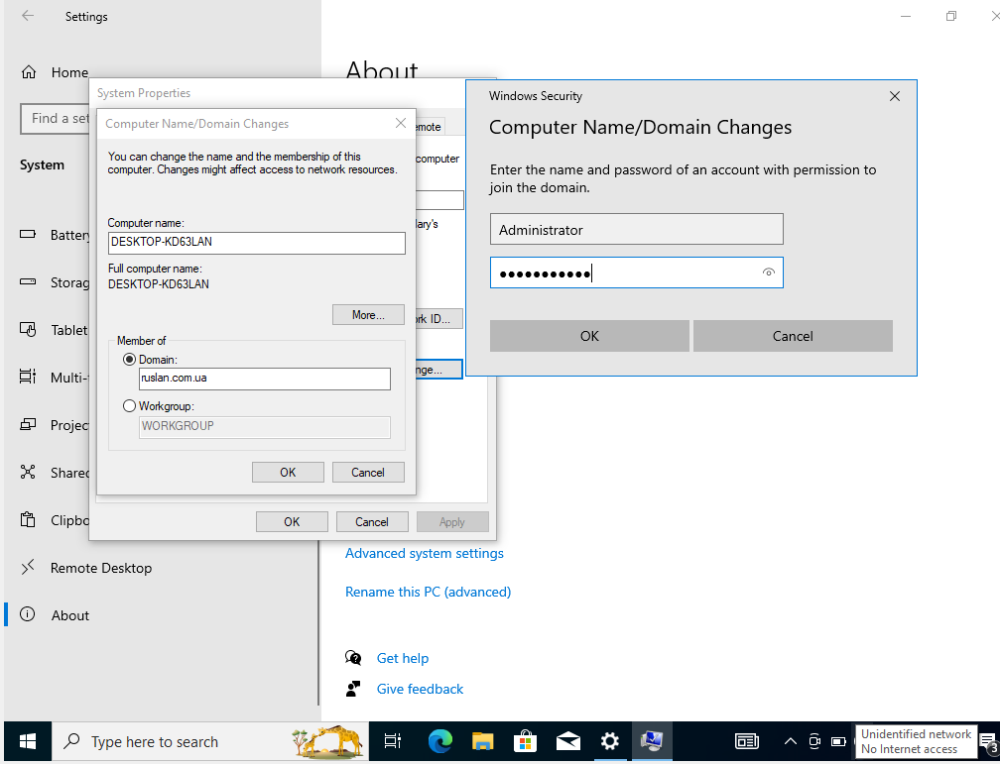 Settings
Home
Find a set
System
Battery
Storag
Tablet
Multi-t
Projec
Shared
Clipbo
Remote Desktop
About
About
System Properties
emote
computer
ary's
rk ID...
nge...
OK
Cancel
Apply
Computer Name/Domain Changes
You can change the name and the membership of this
computer. Changes might affect access to network resources.
Computer name:
DESKTOP-KD63LAN
Full computer name:
DESKTOP-KD63LAN
More...
Member of
Domain:
ruslan.com.ua
Workgroup:
WORKGROUP
OK
Cancel
Windows Security
Computer Name/Domain Changes
Enter the name and password of an account with permission to
join the domain.
Administrator
●●●●●●●●●●●
OK
Cancel
Advanced system settings
Rename this PC (advanced)
Get help
Give feedback
Type here to search
Unidentified network
No Internet access
3